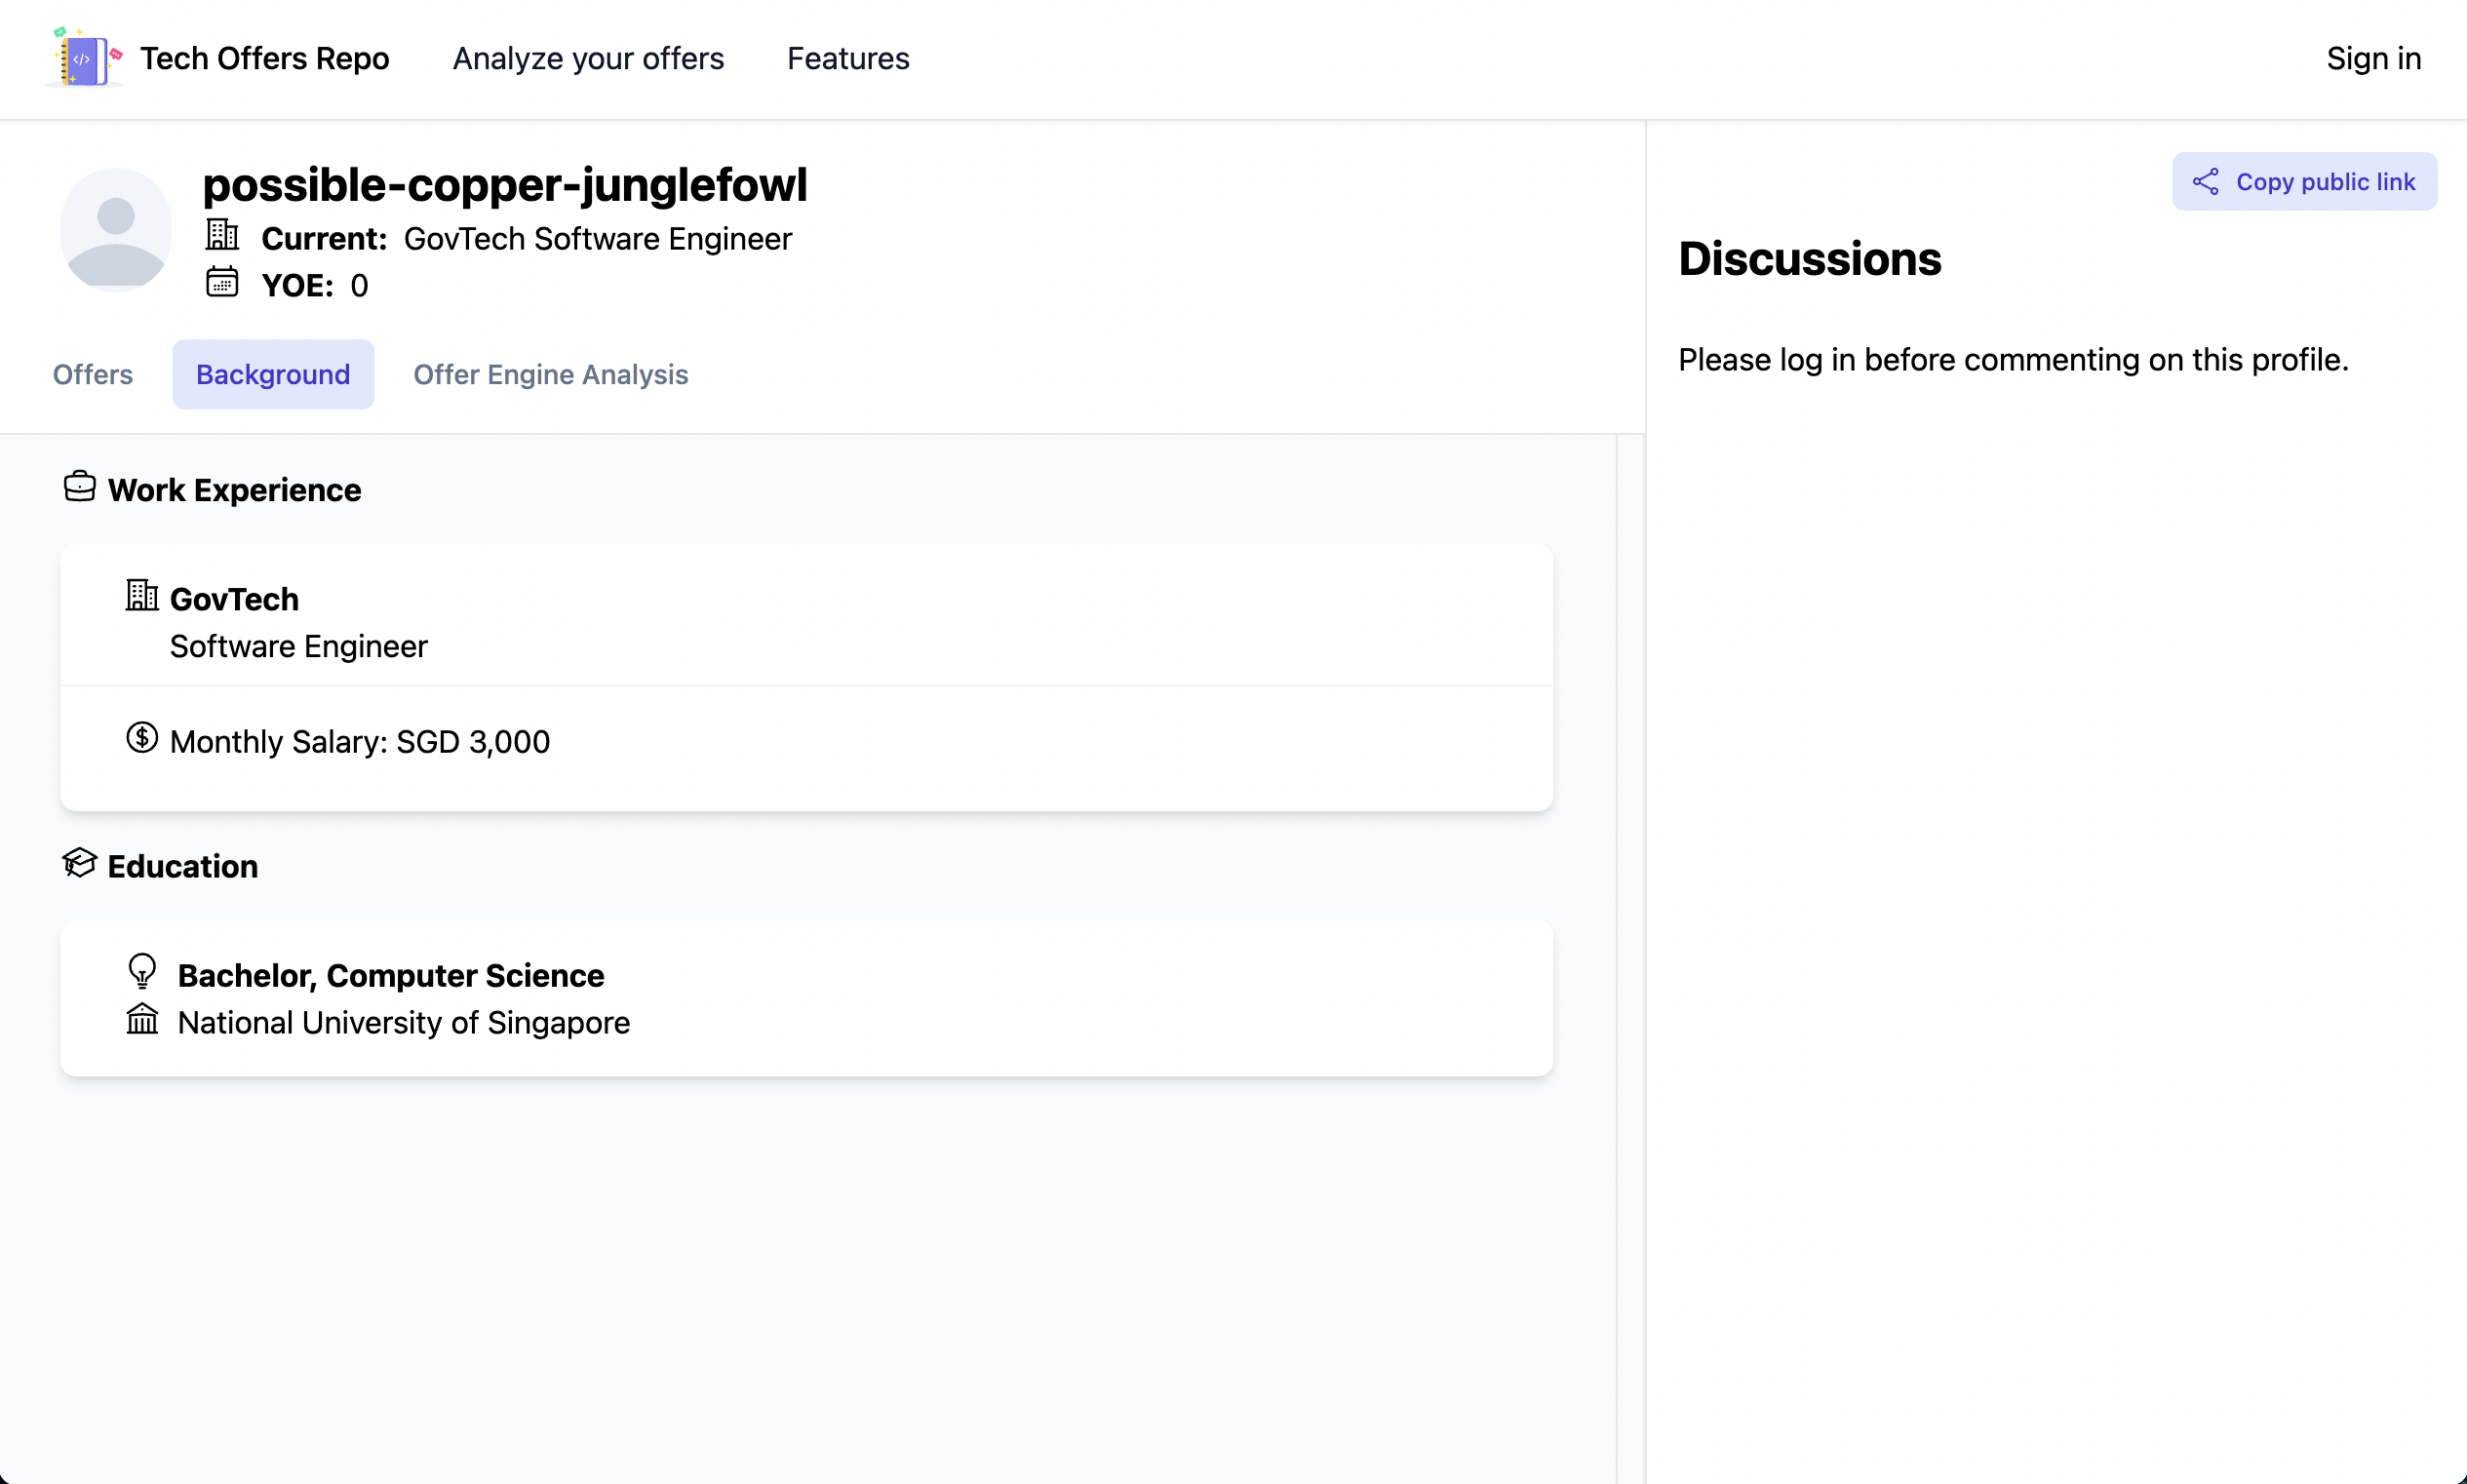 Tech Offers Repo
Analyze your offers
Features
Sign in
possible-copper-junglefowl
Current: GovTech Software Engineer
YOE: 0
Offers
Background
Offer Engine Analysis
Work Experience
GovTech
Software Engineer
Monthly Salary: SGD 3,000
Education
Bachelor, Computer Science
National University of Singapore
Copy public link
Discussions
Please log in before commenting on this profile.